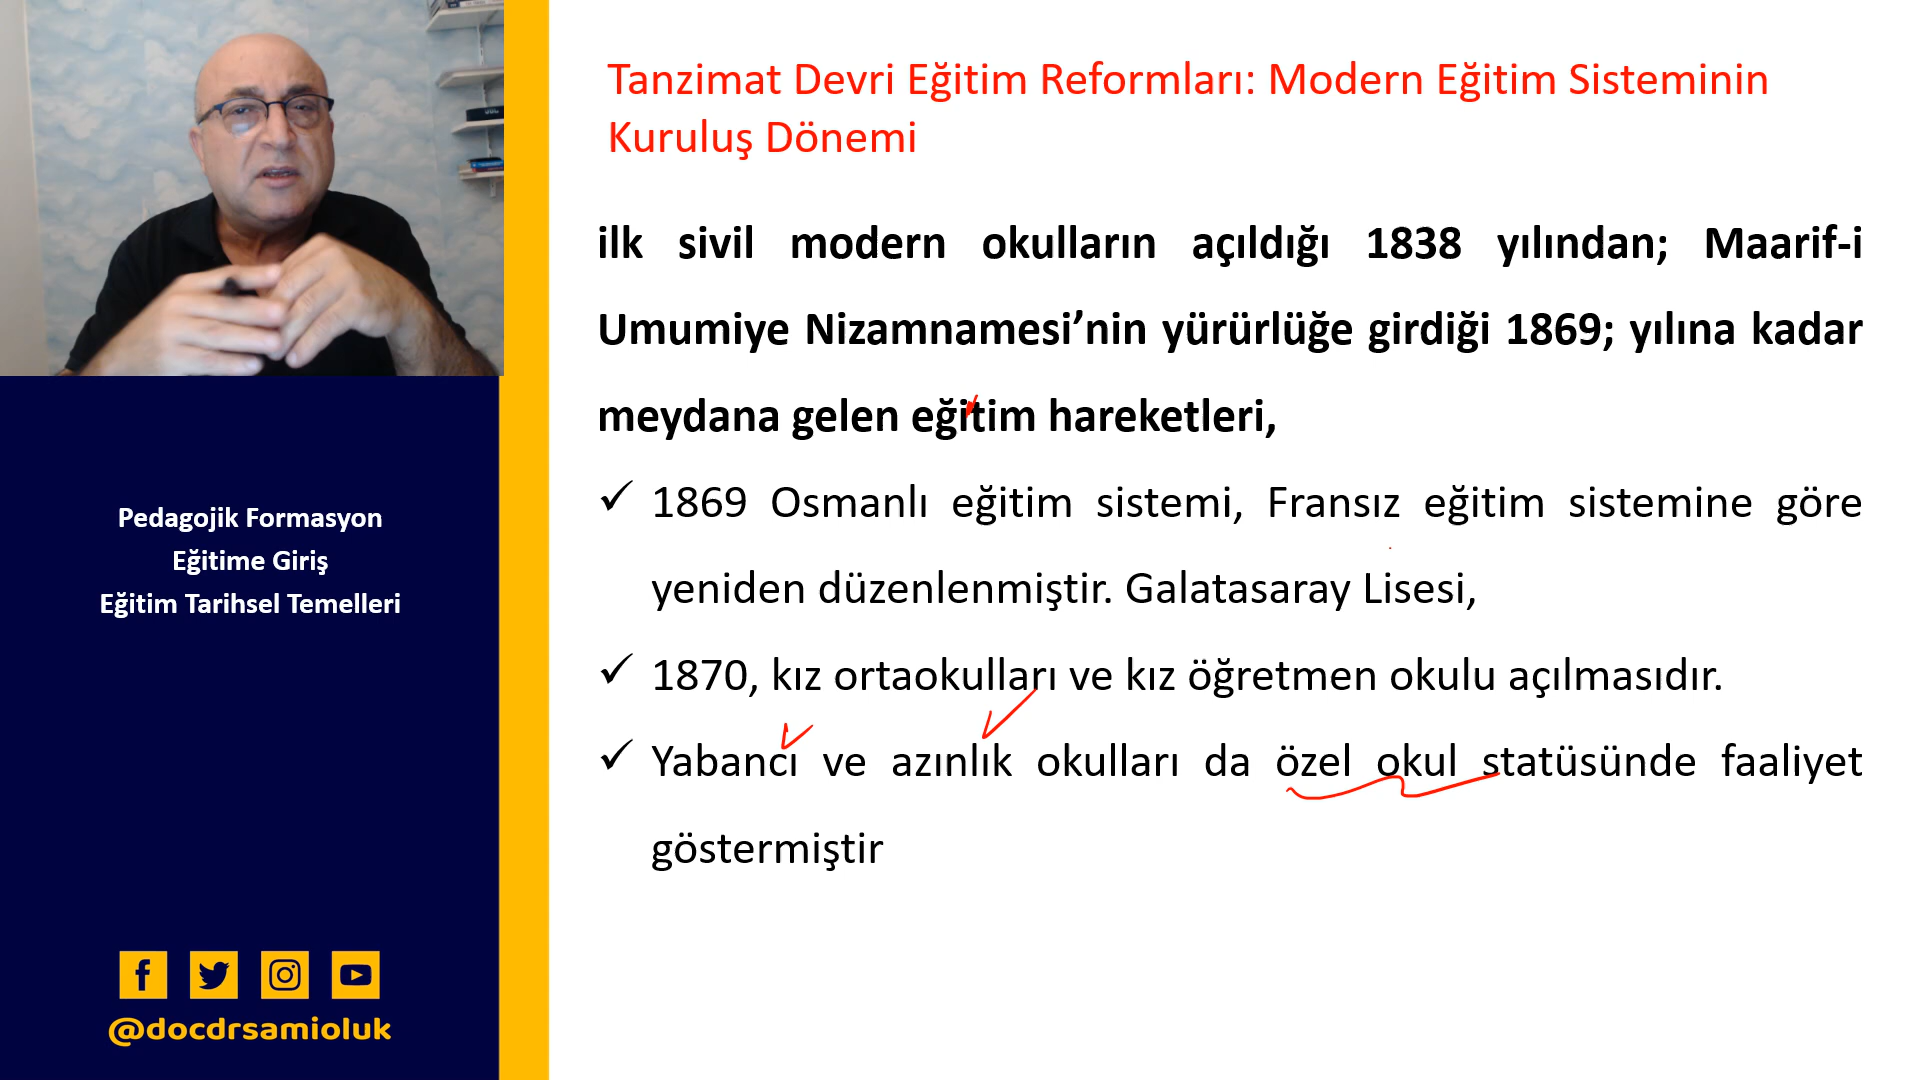 Tanzimat Devri Eğitim Reformları: Modern Eğitim Sisteminin
Kuruluş Dönemi
ilk sivil modern okulların açıldığı 1838 yılından; Maarif-i
Umumiye Nizamnamesi’nin yürürlüğe girdiği 1869; yılına kadar
meydana gelen eğitim hareketleri,
✓ 1869 Osmanlı eğitim sistemi, Fransız eğitim sistemine göre
yeniden düzenlenmiştir. Galatasaray Lisesi,
✓ 1870, kız ortaokulları ve kız öğretmen okulu açılmasıdır.
✓ Yabancı ve azınlık okulları da özel okul statüsünde faaliyet
göstermiştir
Pedagojik Formasyon
Eğitime Giriş
Eğitim Tarihsel Temelleri
@docdrsamioluk